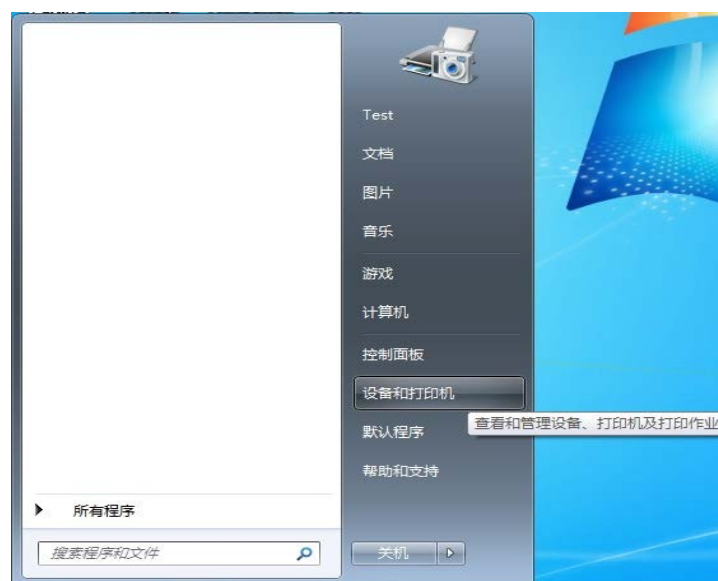 Test
文档
图片
音乐
游戏
计算机
控制面板
设备和打印机
查看和管理设备、打印机及打印作业
默认程序
帮助和支持
所有程序
搜索程序和文件
关机